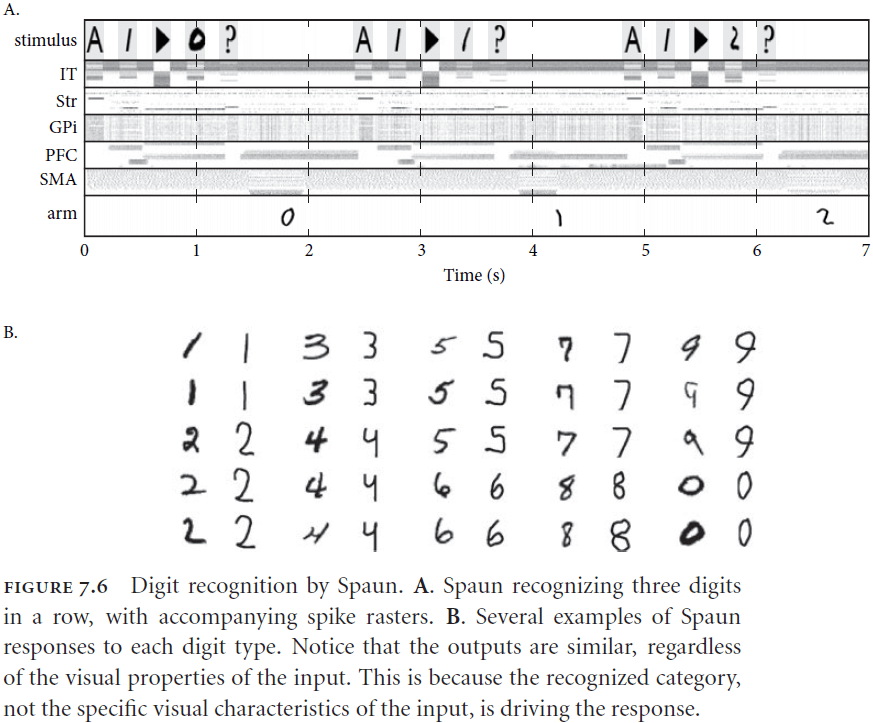 A.
stimulus A 1 ▶ 0 ? A 1 ▶ 1 ? A 1 ▶ 2 ?
IT
Str
GPi
PFC
SMA
arm 0 1 2
0 1 2 3 4 5 6 7
Time (s)
B.
1 1 3 3 5 5 7 7 9 9
1 1 3 3 5 5 7 7 9 9
2 2 4 4 5 5 7 7 9 9
2 2 4 4 6 6 8 8 0 0
2 2 4 4 6 6 8 8 0 0
FIGURE 7.6 Digit recognition by Spaun. A. Spaun recognizing three digits
in a row, with accompanying spike rasters. B. Several examples of Spaun
responses to each digit type. Notice that the outputs are similar, regardless
of the visual properties of the input. This is because the recognized category,
not the specific visual characteristics of the input, is driving the response.